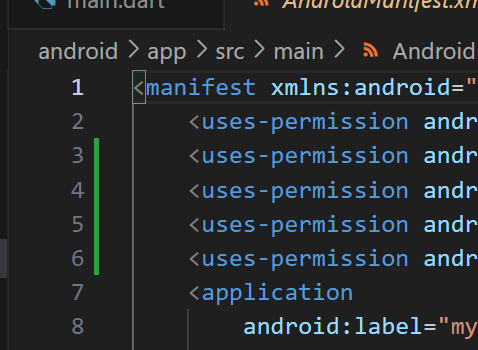 main.dart AndroidManifest.xm
android > app > src > main > Android
1 <manifest xmlns:android="
2 <uses-permission andr
3 <uses-permission andr
4 <uses-permission andr
5 <uses-permission andr
6 <uses-permission andr
7 <application
8 android:label="my